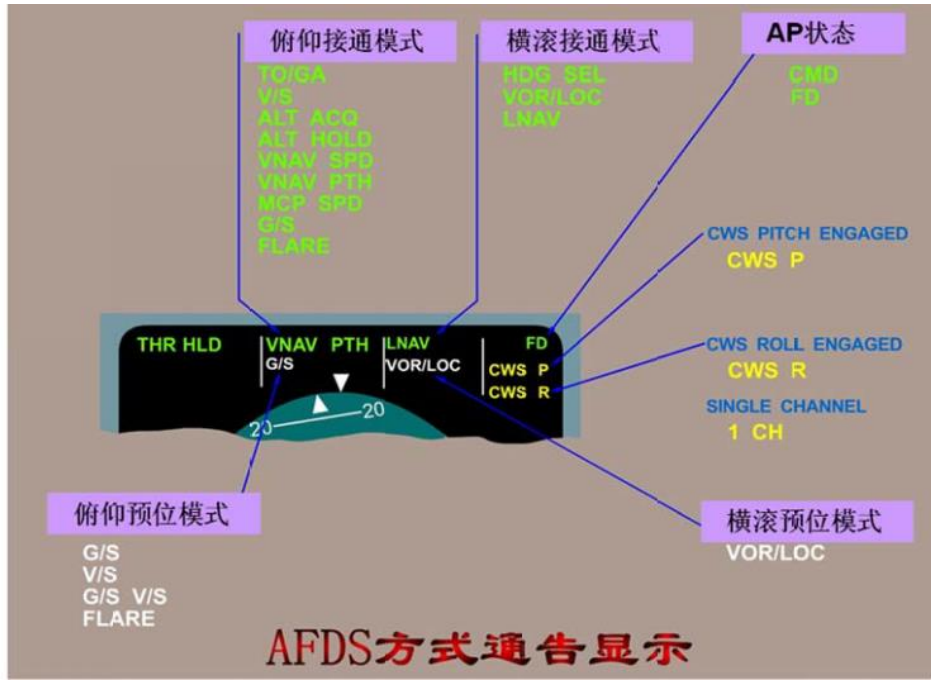 俯仰接通模式
TO/GA
V/S
ALT ACQ
ALT HOLD
VNAV SPD
VNAV PTH
MCP SPD
G/S
FLARE
横滚接通模式
HDG SEL
VOR/LOC
LNAV
AP状态
CMD
FD
CWS PITCH ENGAGED
CWS P
CWS ROLL ENGAGED
CWS R
SINGLE CHANNEL
1 CH
THR HLD
VNAV PTH
G/S
LNAV
VOR/LOC
FD
CWS P
CWS R
20
20
俯仰预位模式
G/S
V/S
G/S V/S
FLARE
横滚预位模式
VOR/LOC
AFDS方式通告显示